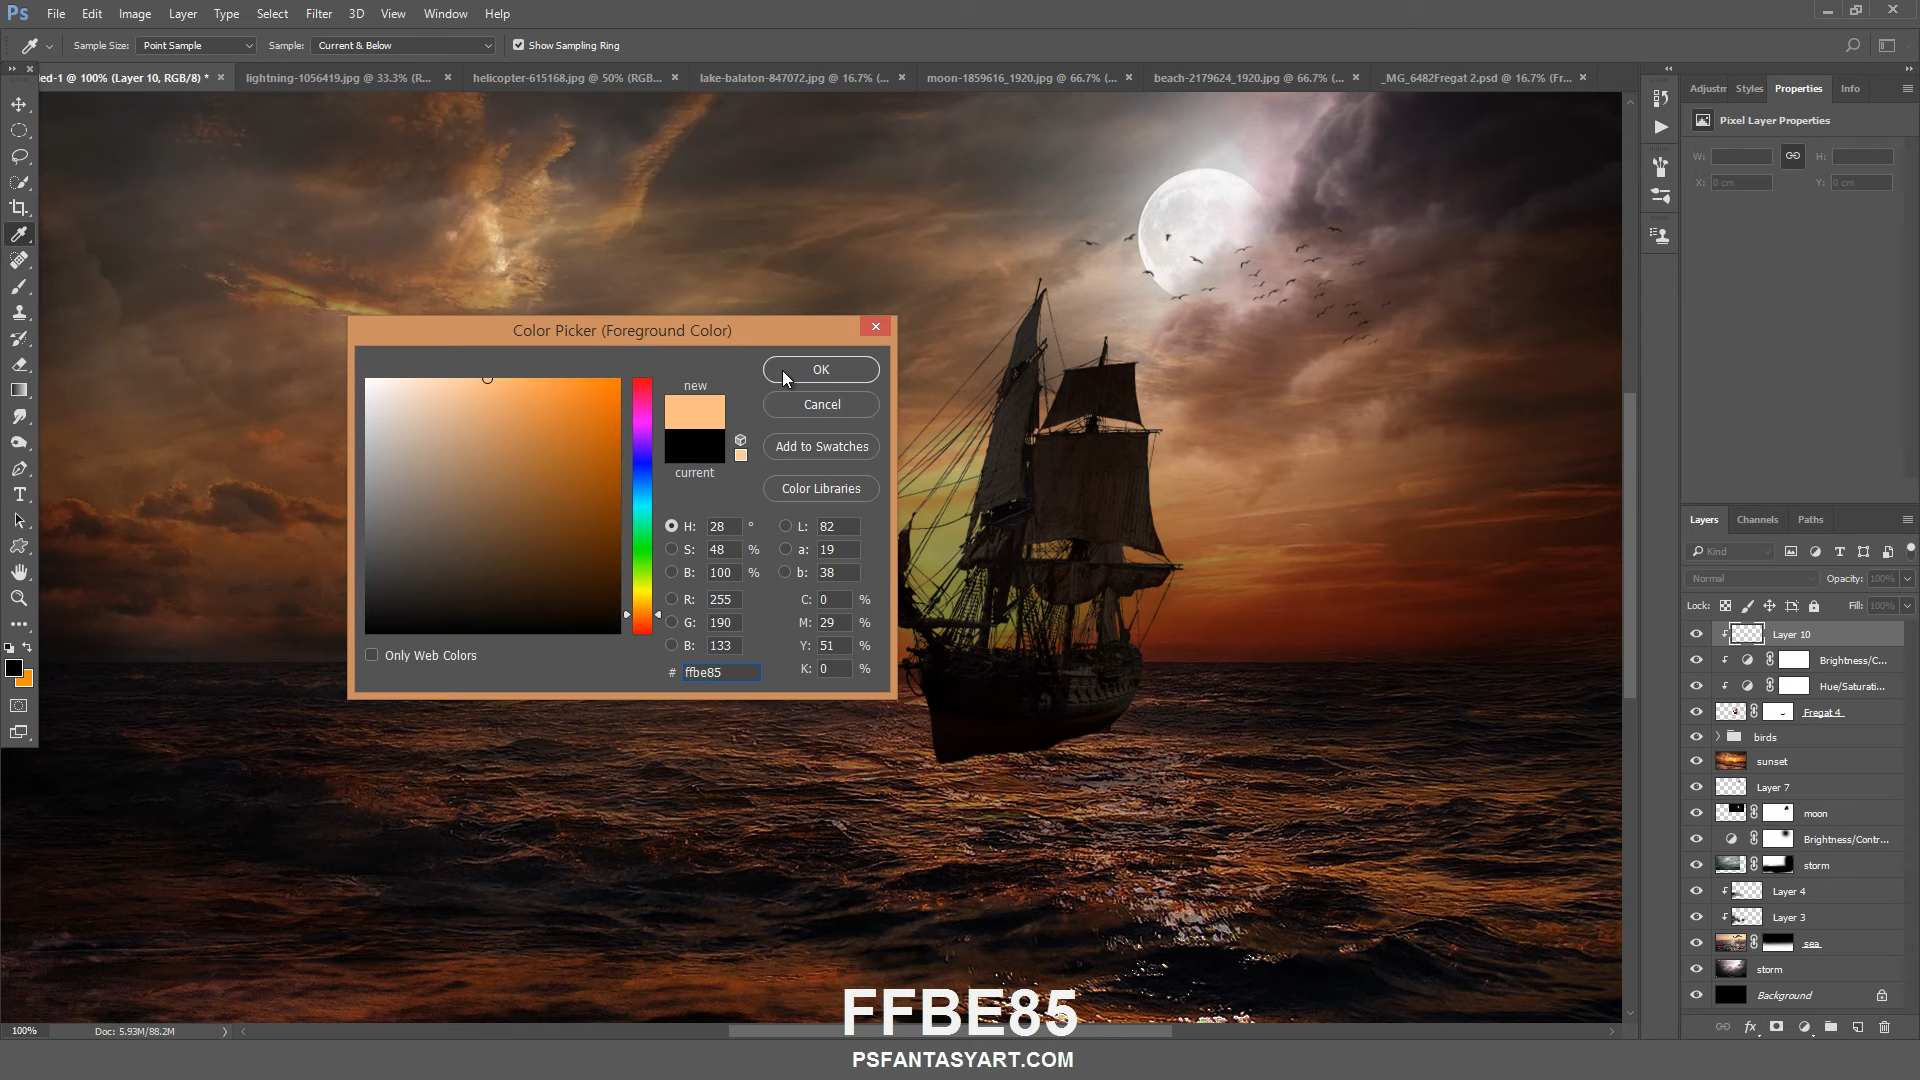 Ps File Edit Image Layer Type Select Filter 3D View Window Help
Sample Size: Point Sample Sample: Current & Below Show Sampling Ring
led-1 @ 100% (Layer 10, RGB/8) * × lightning-1056419.jpg @ 33.3% (R... × helicopter-615168.jpg @ 50% (RGB... × lake-balaton-847072.jpg @ 16.7% (... × moon-1859616_1920.jpg @ 66.7% (... × beach-2179624_1920.jpg @ 66.7% (... × _MG_6482Fregat 2.psd @ 16.7% (Fr... ×
Adjustm Styles Properties Info
Pixel Layer Properties
W: H:
X: 0 cm Y: 0 cm
Color Picker (Foreground Color)
new
current
OK
Cancel
Add to Swatches
Color Libraries
H: 28 ° L: 82
S: 48 % a: 19
B: 100 % b: 38
R: 255 C: 0 %
G: 190 M: 29 %
B: 133 Y: 51 %
# ffbe85 K: 0 %
Only Web Colors
Layers Channels Paths
Kind
Normal Opacity: 100%
Lock: Fill: 100%
Layer 10
Brightness/C...
Hue/Saturati...
Fregat 4
birds
sunset
Layer 7
moon
Brightness/Contr...
storm
Layer 4
Layer 3
sea
storm
Background
100% Doc: 5.93M/88.2M
FFBE85
PSFANTASYART.COM